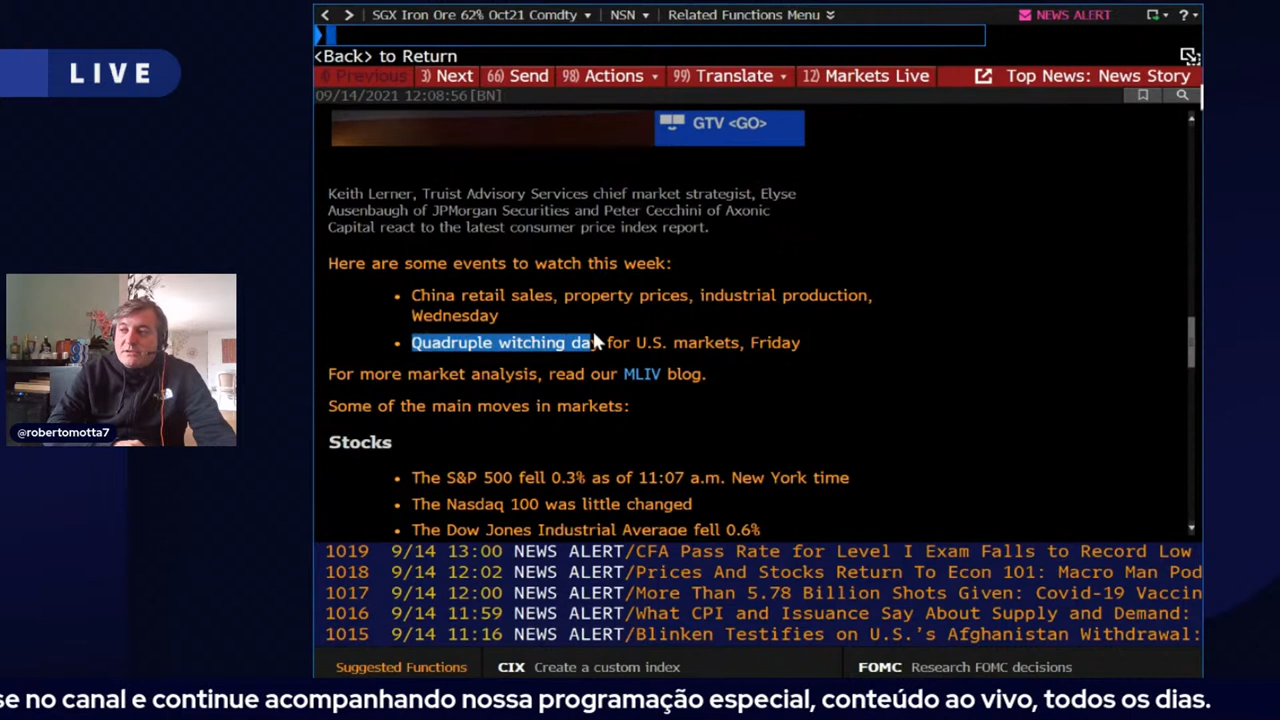 LIVE
SGX Iron Ore 62% Oct21 Comdty NSN Related Functions Menu NEWS ALERT ?
<Back> to Return
Previous 3) Next 66) Send 98) Actions 99) Translate 12) Markets Live Top News: News Story
09/14/2021 12:08:56[BN]
GTV <GO>
Keith Lerner, Truist Advisory Services chief market strategist, Elyse
Ausenbaugh of JPMorgan Securities and Peter Cecchini of Axonic
Capital react to the latest consumer price index report.
Here are some events to watch this week:
• China retail sales, property prices, industrial production,
Wednesday
• Quadruple witching day for U.S. markets, Friday
For more market analysis, read our MLIV blog.
Some of the main moves in markets:
Stocks
• The S&P 500 fell 0.3% as of 11:07 a.m. New York time
• The Nasdaq 100 was little changed
• The Dow Jones Industrial Average fell 0.6%
@robertomotta7
1019 9/14 13:00 NEWS ALERT/CFA Pass Rate for Level I Exam Falls to Record Low
1018 9/14 12:02 NEWS ALERT/Prices And Stocks Return To Econ 101: Macro Man Pod
1017 9/14 12:00 NEWS ALERT/More Than 5.78 Billion Shots Given: Covid-19 Vaccin
1016 9/14 11:59 NEWS ALERT/What CPI and Issuance Say About Supply and Demand:
1015 9/14 11:16 NEWS ALERT/Blinken Testifies on U.S.'s Afghanistan Withdrawal:
Suggested Functions CIX Create a custom index FOMC Research FOMC decisions
se no canal e continue acompanhando nossa programação especial, conteúdo ao vivo, todos os dias.